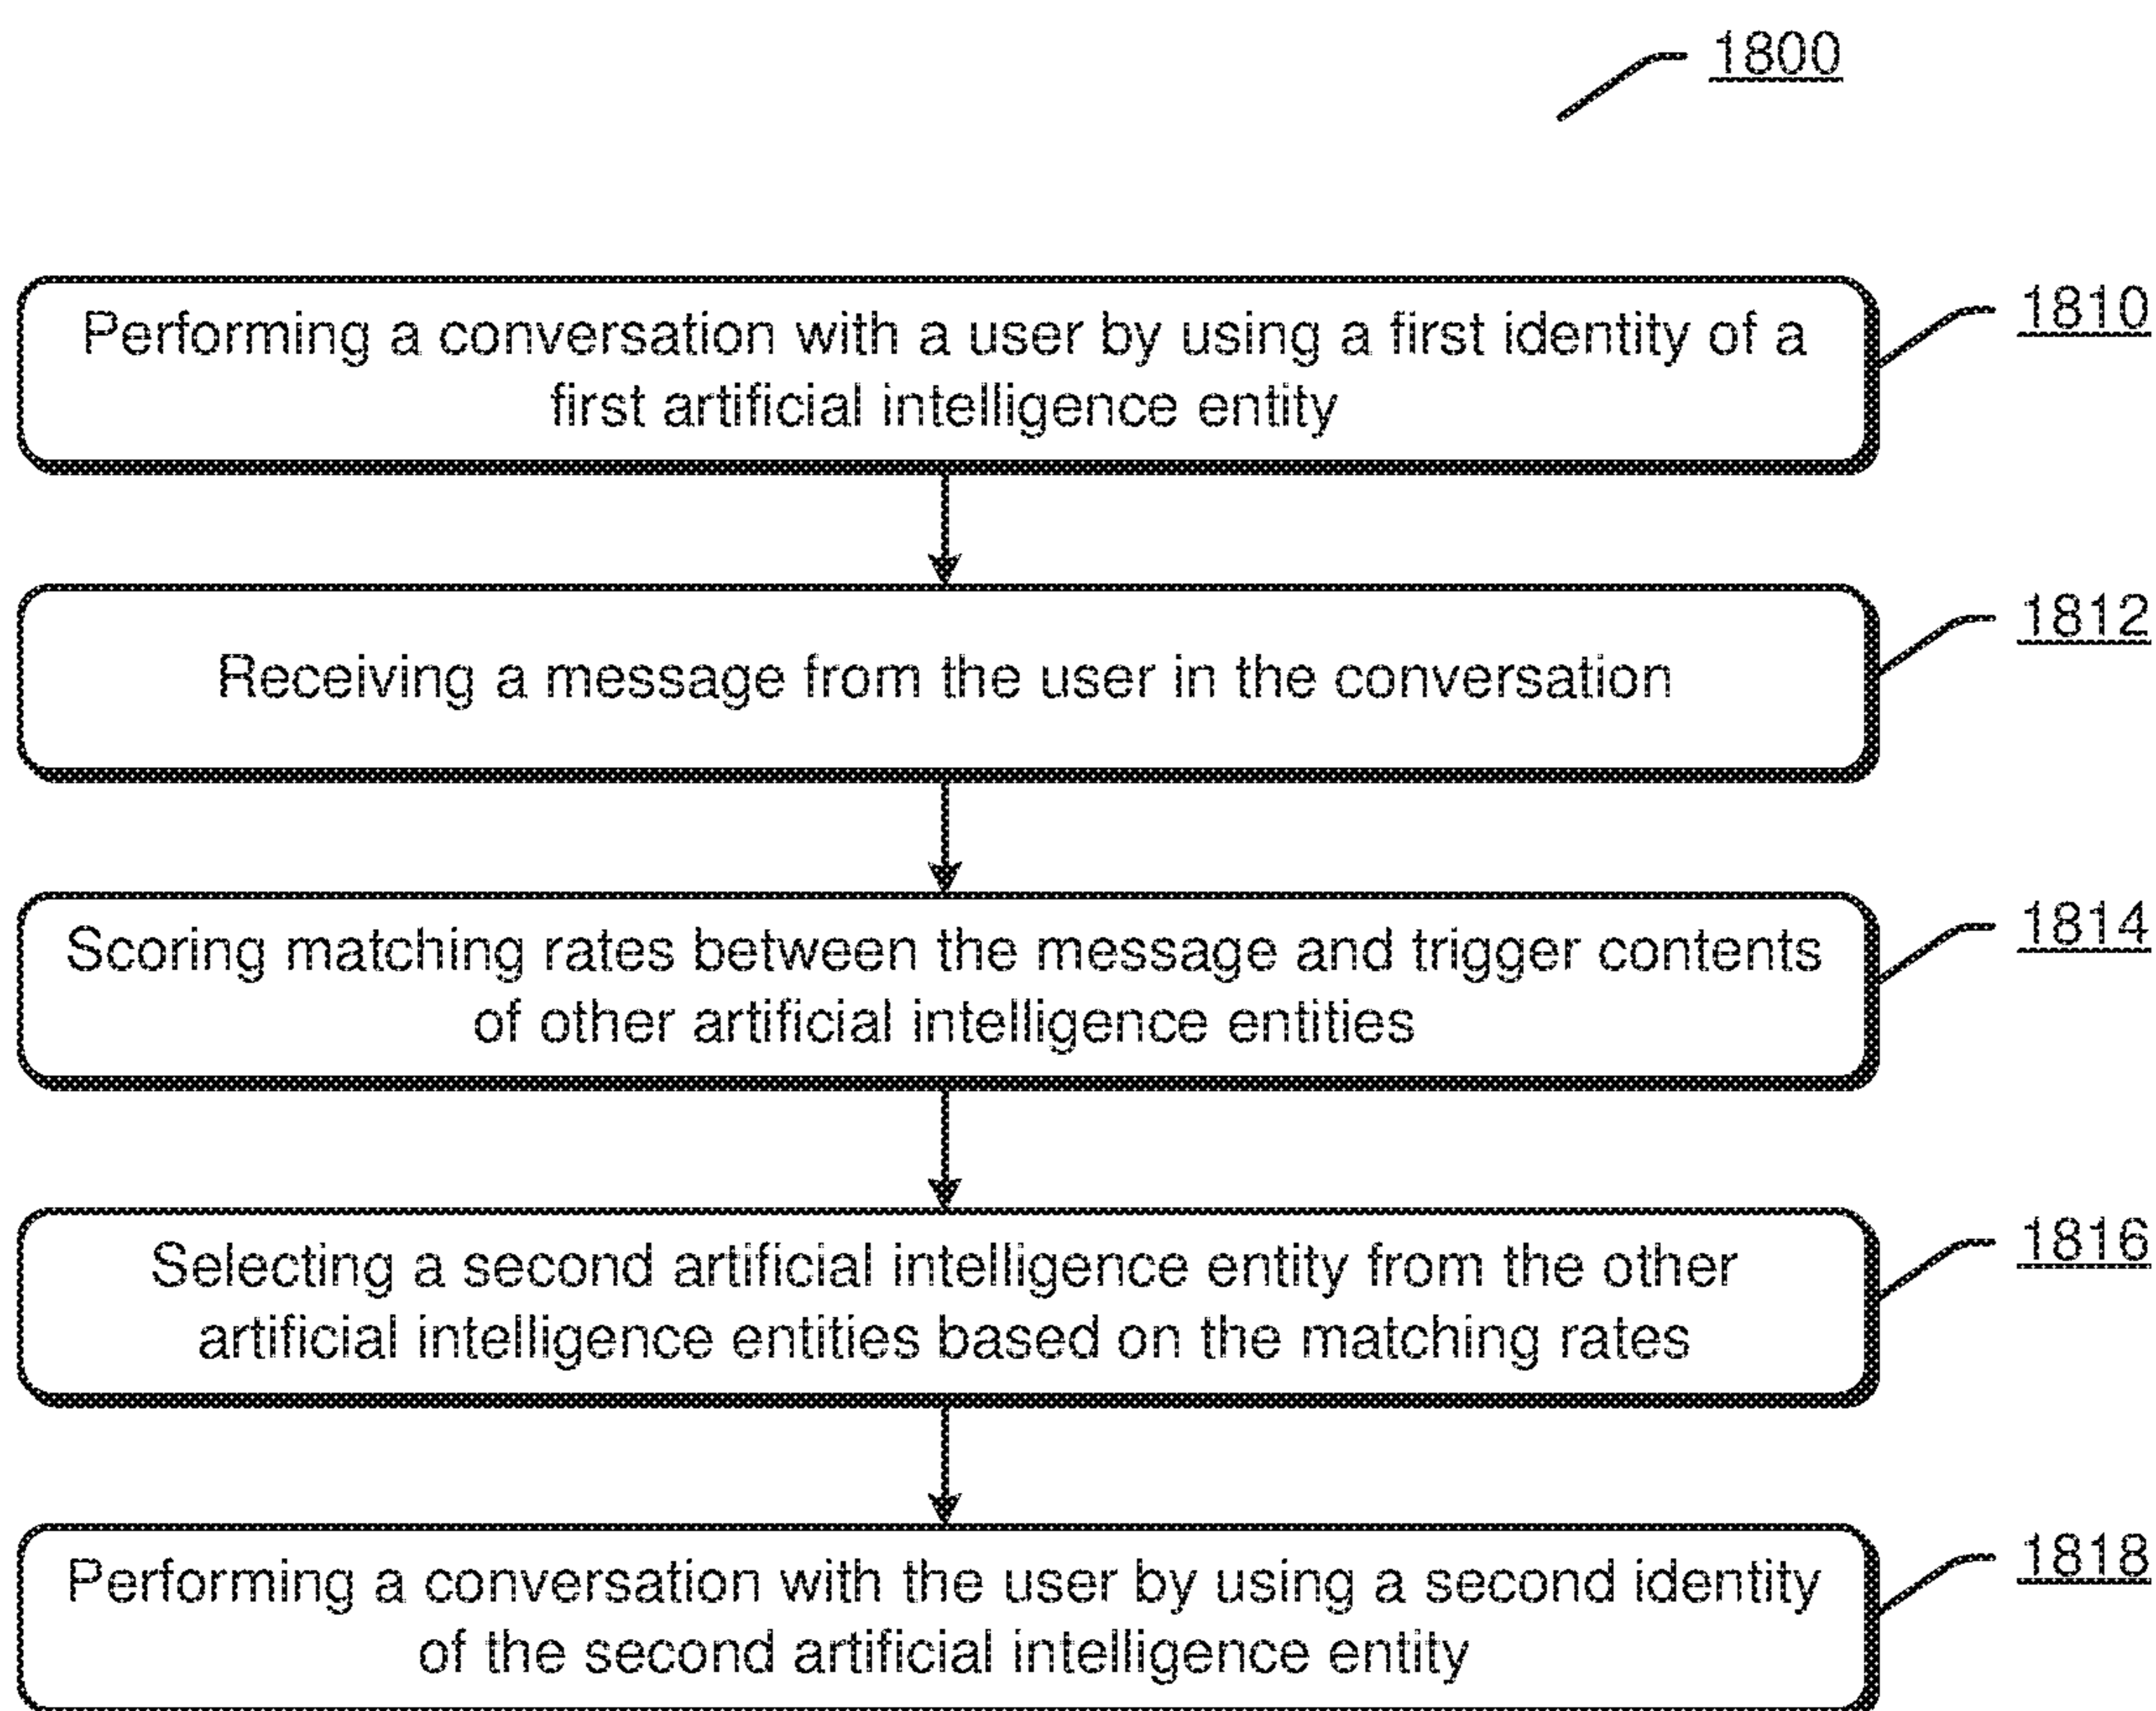 1800
Performing a conversation with a user by using a first identity of a
first artificial intelligence entity
1810
Receiving a message from the user in the conversation
1812
Scoring matching rates between the message and trigger contents
of other artificial intelligence entities
1814
Selecting a second artificial intelligence entity from the other
artificial intelligence entities based on the matching rates
1816
Performing a conversation with the user by using a second identity
of the second artificial intelligence entity
1818